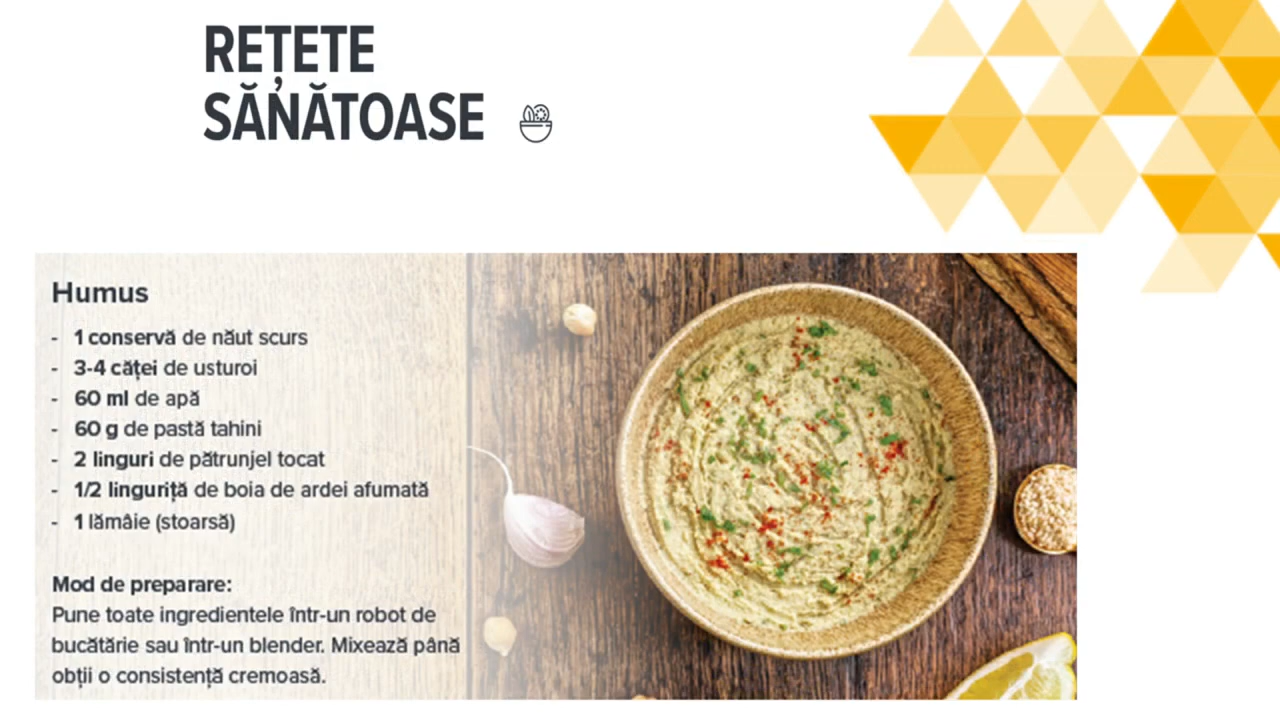 REȚETE
SĂNĂTOASE
Humus
- 1 conservă de năut scurs
- 3-4 căței de usturoi
- 60 ml de apă
- 60 g de pastă tahini
- 2 linguri de pătrunjel tocat
- 1/2 linguriță de boia de ardei afumată
- 1 lămâie (stoarsă)
Mod de preparare:
Pune toate ingredientele într-un robot de
bucătărie sau într-un blender. Mixează până
obții o consistență cremoasă.